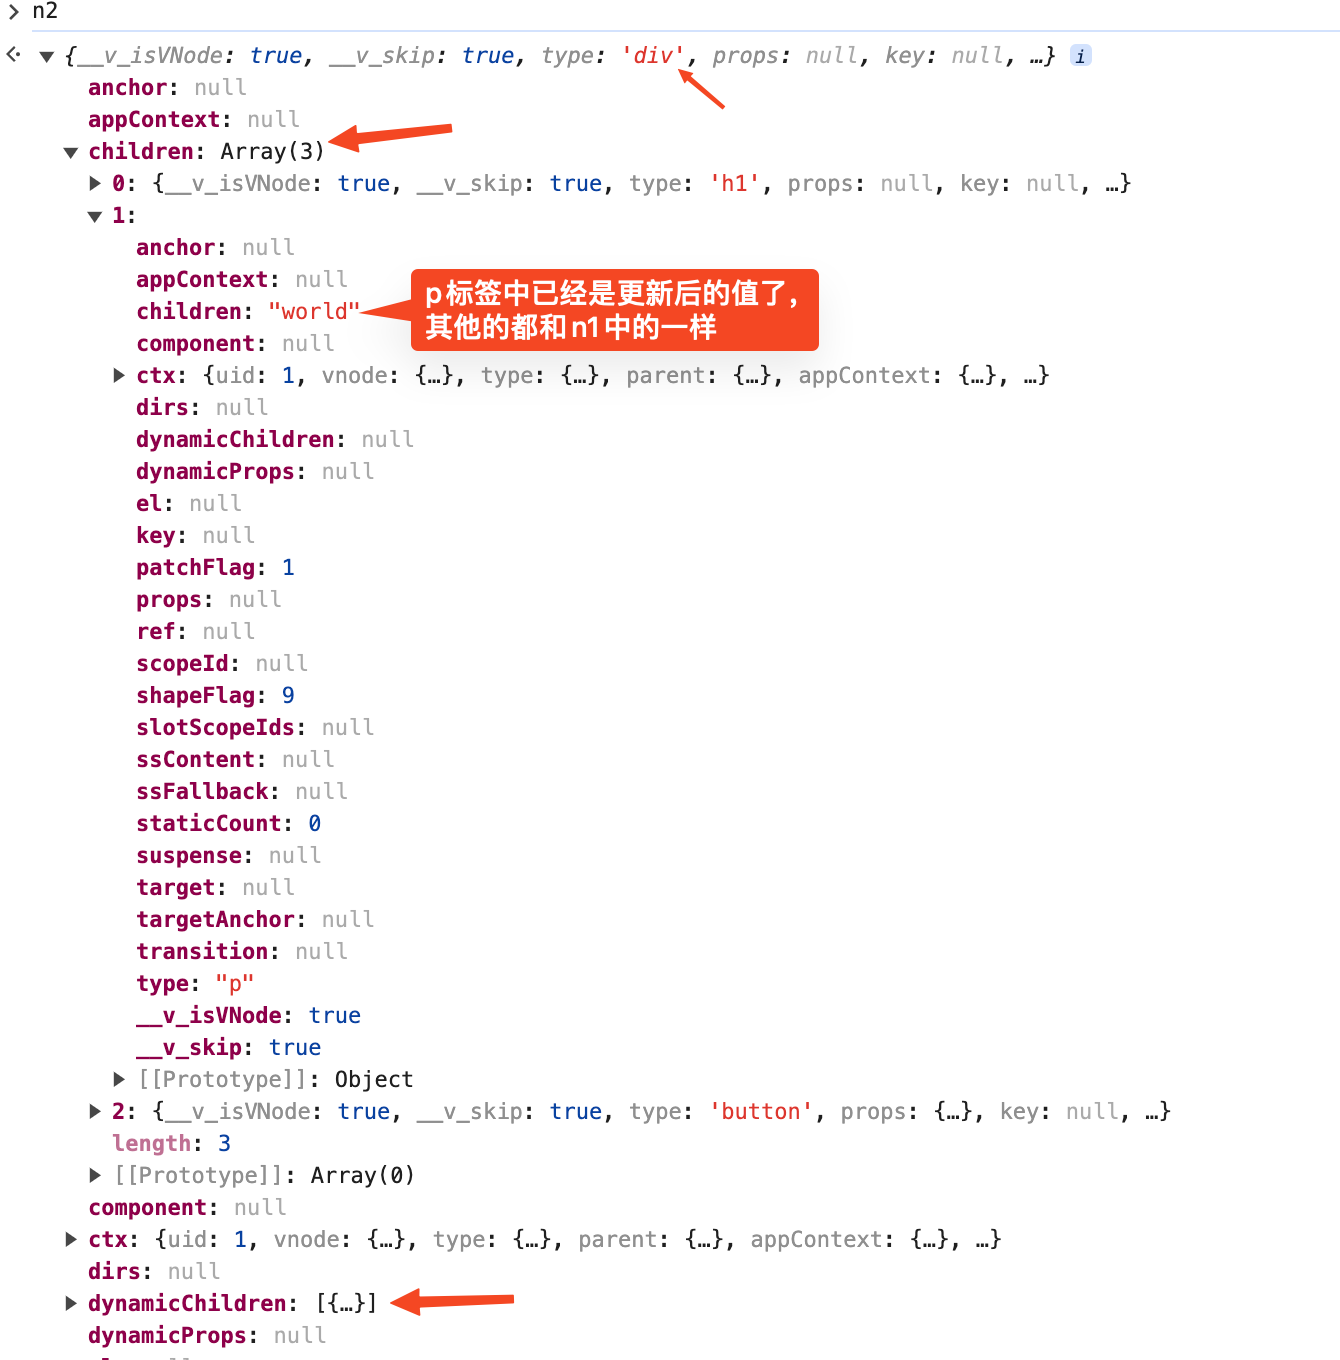 n2
{__v_isVNode: true, __v_skip: true, type: 'div', props: null, key: null, …} i
anchor: null
appContext: null
children: Array(3)
0: {__v_isVNode: true, __v_skip: true, type: 'h1', props: null, key: null, …}
1:
anchor: null
appContext: null
children: "world"
p标签中已经是更新后的值了，
其他的都和n1中的一样
component: null
ctx: {uid: 1, vnode: {…}, type: {…}, parent: {…}, appContext: {…}, …}
dirs: null
dynamicChildren: null
dynamicProps: null
el: null
key: null
patchFlag: 1
props: null
ref: null
scopeId: null
shapeFlag: 9
slotScopeIds: null
ssContent: null
ssFallback: null
staticCount: 0
suspense: null
target: null
targetAnchor: null
transition: null
type: "p"
__v_isVNode: true
__v_skip: true
[[Prototype]]: Object
2: {__v_isVNode: true, __v_skip: true, type: 'button', props: {…}, key: null, …}
length: 3
[[Prototype]]: Array(0)
component: null
ctx: {uid: 1, vnode: {…}, type: {…}, parent: {…}, appContext: {…}, …}
dirs: null
dynamicChildren: [{…}]
dynamicProps: null